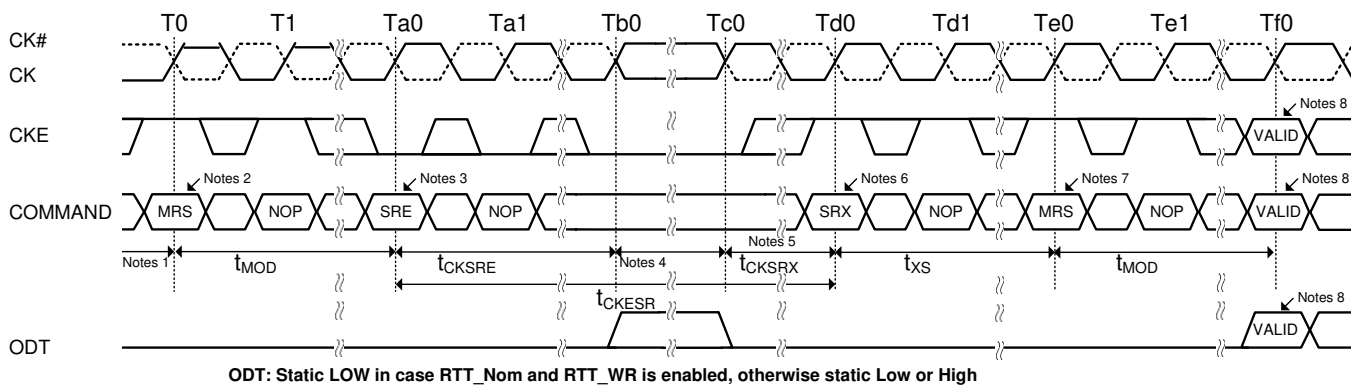 T0 T1 Ta0 Ta1 Tb0 Tc0 Td0 Td1 Te0 Te1 Tf0
CK#
CK
Notes 8
CKE VALID
Notes 2 Notes 3 Notes 6 Notes 7 Notes 8
COMMAND MRS NOP SRE NOP SRX NOP MRS NOP VALID
Notes 1 tMOD tCKSRE Notes 4 Notes 5 tCKSRX tXS tMOD
tCKESR
Notes 8
VALID
ODT
ODT: Static LOW in case RTT_Nom and RTT_WR is enabled, otherwise static Low or High